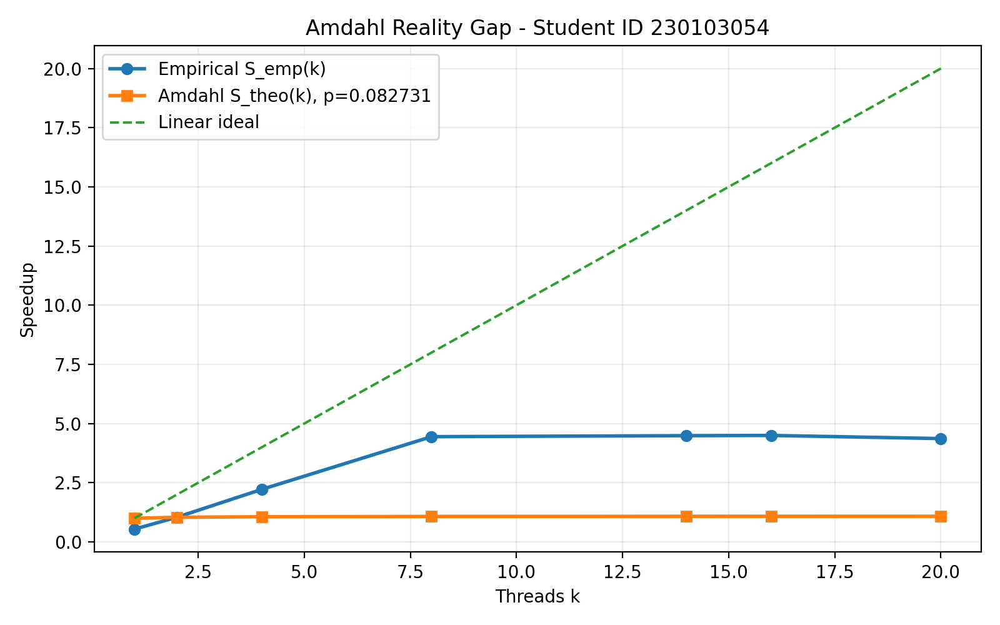 Amdahl Reality Gap - Student ID 230103054
Empirical S_emp(k)
Amdahl S_theo(k), p=0.082731
Linear ideal
20.0
17.5
15.0
12.5
10.0
7.5
5.0
2.5
0.0
Speedup
2.5 5.0 7.5 10.0 12.5 15.0 17.5 20.0
Threads k